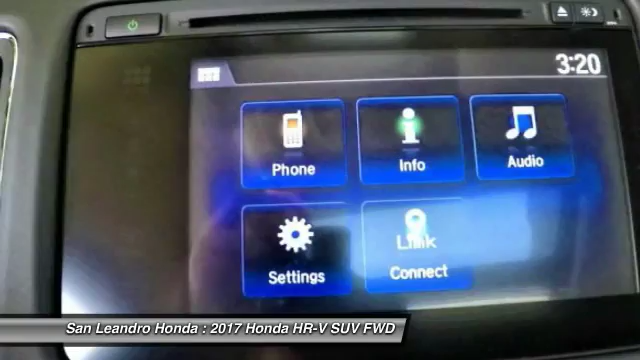 3:20
Phone
Info
Audio
Settings
Link
Connect
San Leandro Honda : 2017 Honda HR-V SUV FWD